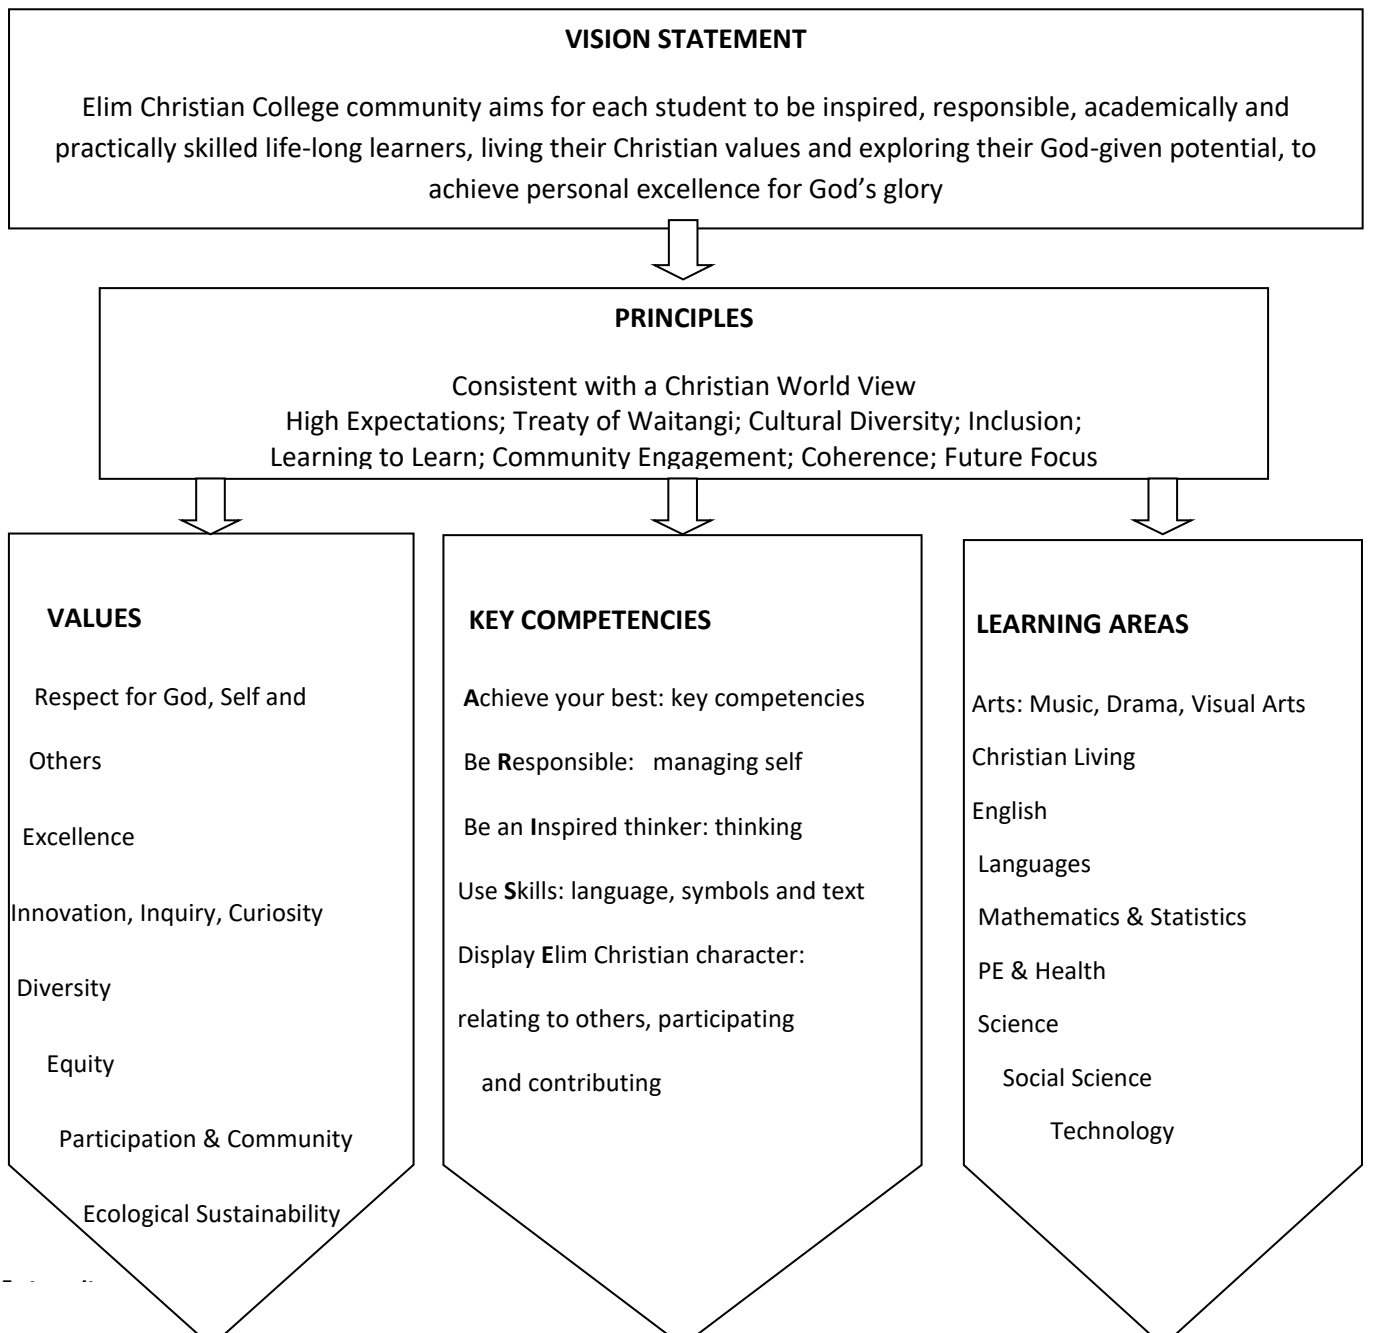 VISION STATEMENT
Elim Christian College community aims for each student to be inspired, responsible, academically and
practically skilled life-long learners, living their Christian values and exploring their God-given potential, to
achieve personal excellence for God’s glory
PRINCIPLES
Consistent with a Christian World View
High Expectations; Treaty of Waitangi; Cultural Diversity; Inclusion;
Learning to Learn; Community Engagement; Coherence; Future Focus
VALUES
Respect for God, Self and
Others
Excellence
Innovation, Inquiry, Curiosity
Diversity
Equity
Participation & Community
Ecological Sustainability
KEY COMPETENCIES
Achieve your best: key competencies
Be Responsible: managing self
Be an Inspired thinker: thinking
Use Skills: language, symbols and text
Display Elim Christian character:
relating to others, participating
and contributing
LEARNING AREAS
Arts: Music, Drama, Visual Arts
Christian Living
English
Languages
Mathematics & Statistics
PE & Health
Science
Social Science
Technology